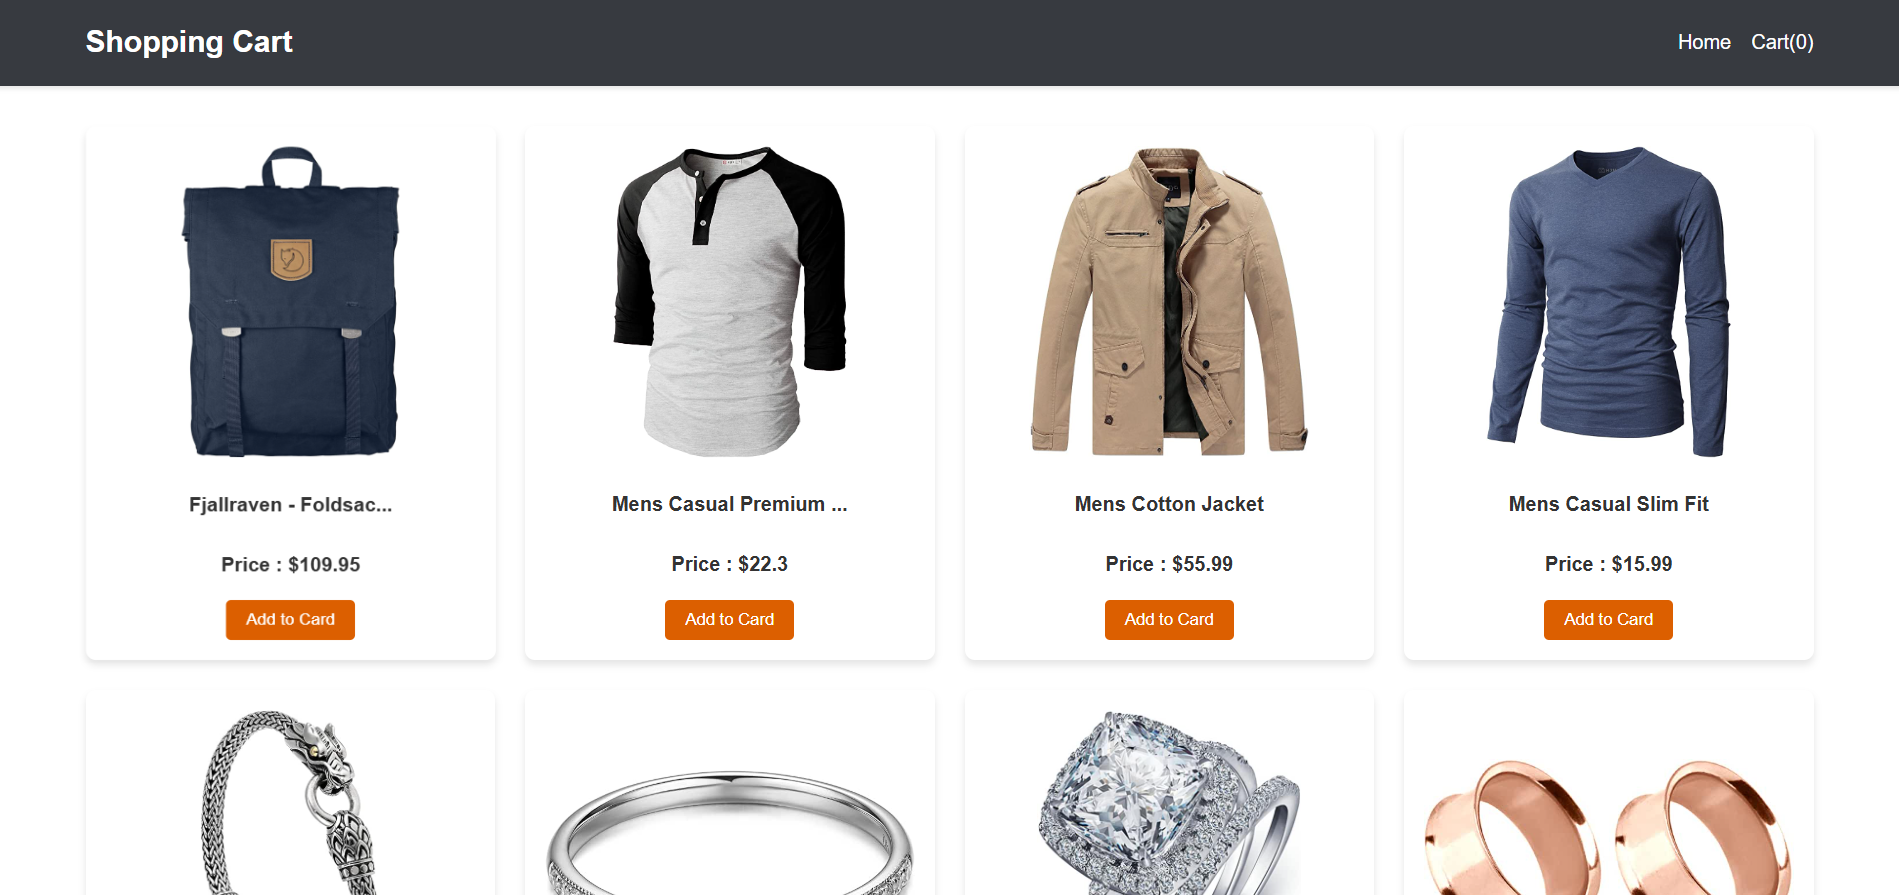 Shopping Cart
Home Cart(0)
Fjallraven - Foldsac...
Mens Casual Premium ...
Mens Cotton Jacket
Mens Casual Slim Fit
Price : $109.95
Price : $22.3
Price : $55.99
Price : $15.99
Add to Card
Add to Card
Add to Card
Add to Card